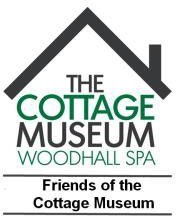 THE
COTTAGE
MUSEUM
WOODHALL SPA
Friends of the
Cottage Museum